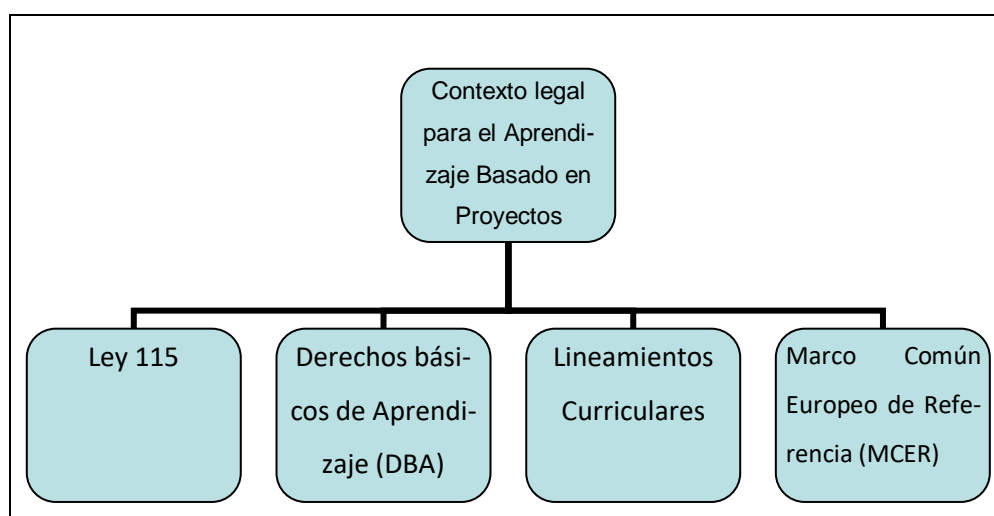 Contexto legal
para el Aprendi-
zaje Basado en
Proyectos
Ley 115
Derechos bási-
cos de Aprendi-
zaje (DBA)
Lineamientos
Curriculares
Marco Común
Europeo de Refe-
rencia (MCER)